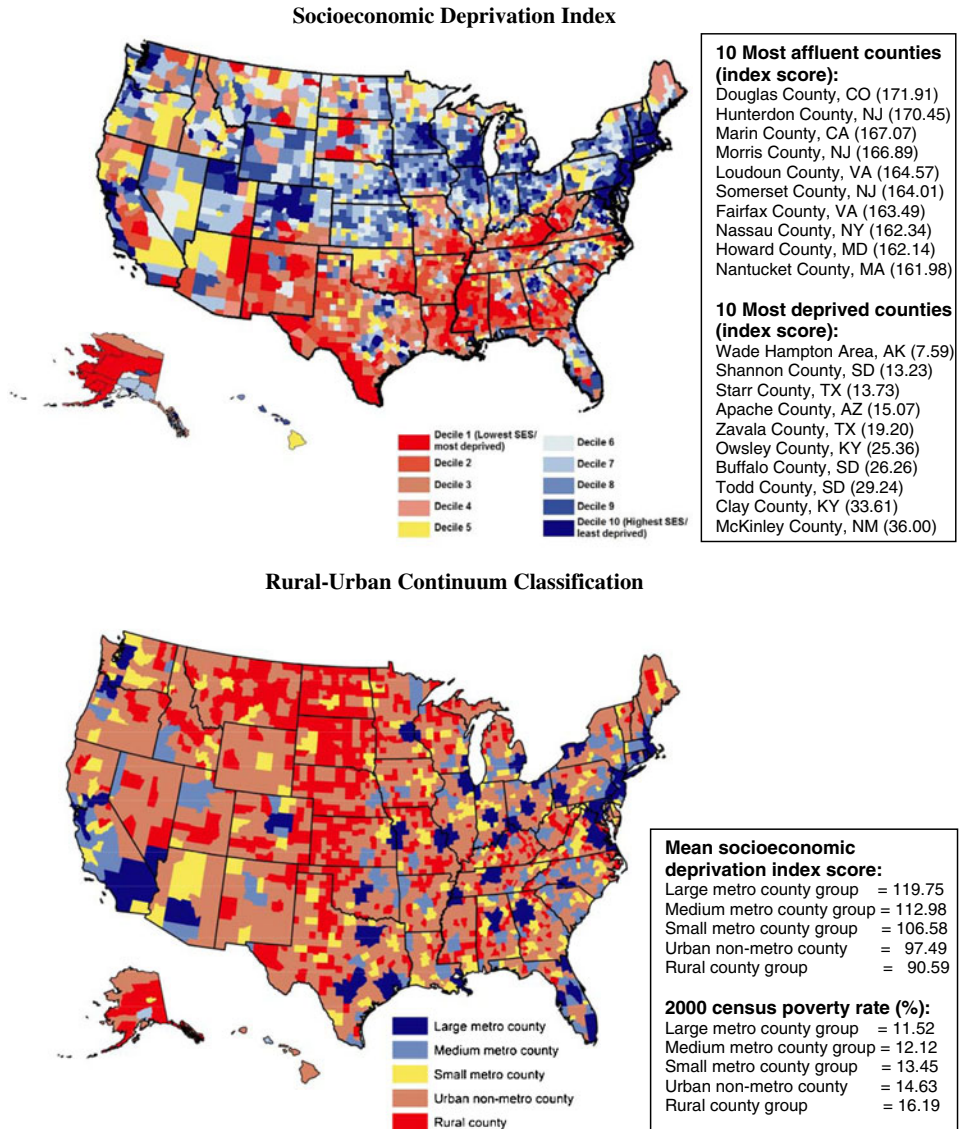 Socioeconomic Deprivation Index
10 Most affluent counties
(index score):
Douglas County, CO (171.91)
Hunterdon County, NJ (170.45)
Marin County, CA (167.07)
Morris County, NJ (166.89)
Loudoun County, VA (164.57)
Somerset County, NJ (164.01)
Fairfax County, VA (163.49)
Nassau County, NY (162.34)
Howard County, MD (162.14)
Nantucket County, MA (161.98)
10 Most deprived counties
(index score):
Wade Hampton Area, AK (7.59)
Shannon County, SD (13.23)
Starr County, TX (13.73)
Apache County, AZ (15.07)
Zavala County, TX (19.20)
Owsley County, KY (25.36)
Buffalo County, SD (26.26)
Todd County, SD (29.24)
Clay County, KY (33.61)
McKinley County, NM (36.00)
Decile 1 (Lowest SES/
most deprived)
Decile 2
Decile 3
Decile 4
Decile 5
Decile 6
Decile 7
Decile 8
Decile 9
Decile 10 (Highest SES/
least deprived)
Rural-Urban Continuum Classification
Large metro county
Medium metro county
Small metro county
Urban non-metro county
Rural county
Mean socioeconomic
deprivation index score:
Large metro county group = 119.75
Medium metro county group = 112.98
Small metro county group = 106.58
Urban non-metro county = 97.49
Rural county group = 90.59
2000 census poverty rate (%):
Large metro county group = 11.52
Medium metro county group = 12.12
Small metro county group = 13.45
Urban non-metro county = 14.63
Rural county group = 16.19